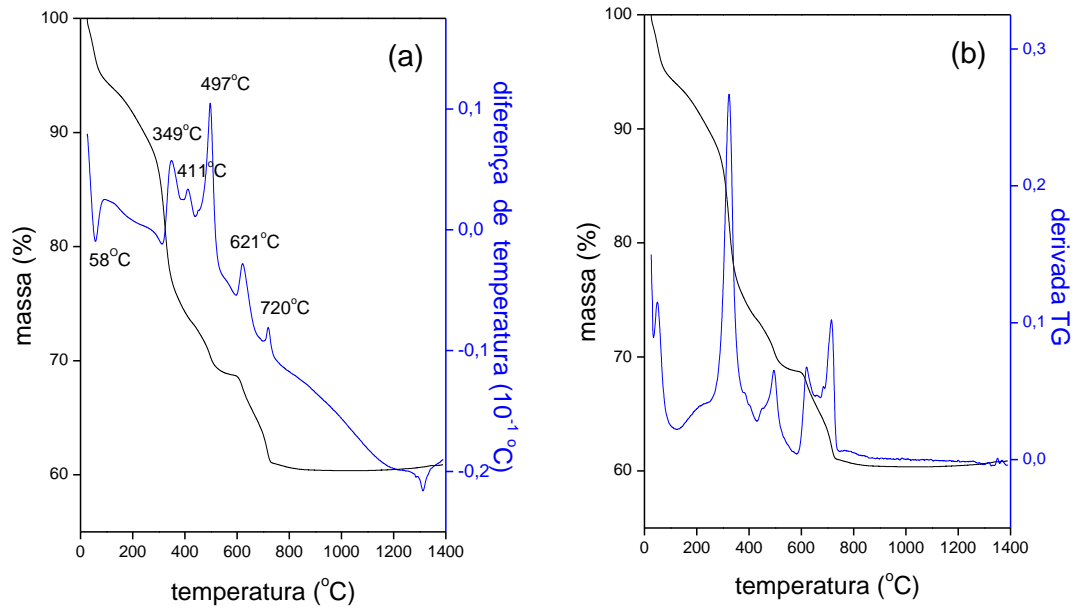 (a)
100
90
80
70
60
massa (%)
58°C
349°C
411°C
497°C
621°C
720°C
0,1
0,0
-0,1
-0,2
diferença de temperatura (10⁻¹ °C)
0 200 400 600 800 1000 1200 1400
temperatura (°C)
(b)
100
90
80
70
60
massa (%)
0,3
0,2
0,1
0,0
derivada TG
0 200 400 600 800 1000 1200 1400
temperatura (°C)